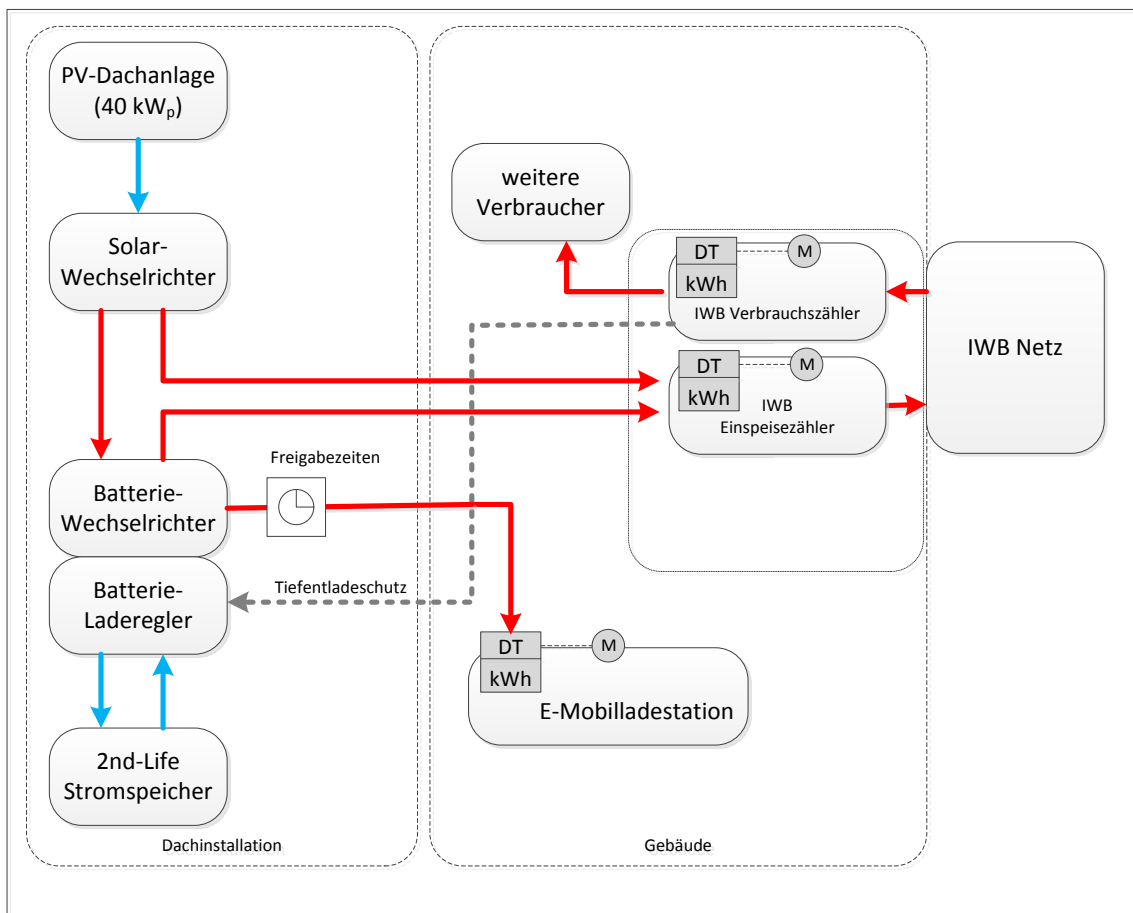 PV-Dachanlage
(40 kWp)
Solar-
Wechselrichter
weitere
Verbraucher
DT
kWh
M
IWB Verbrauchszähler
DT
kWh
M
IWB
Einspeisezähler
IWB Netz
Freigabezeiten
Batterie-
Wechselrichter
Batterie-
Laderegler
Tiefentladeschutz
DT
kWh
M
E-Mobilladestation
2nd-Life
Stromspeicher
Dachinstallation
Gebäude